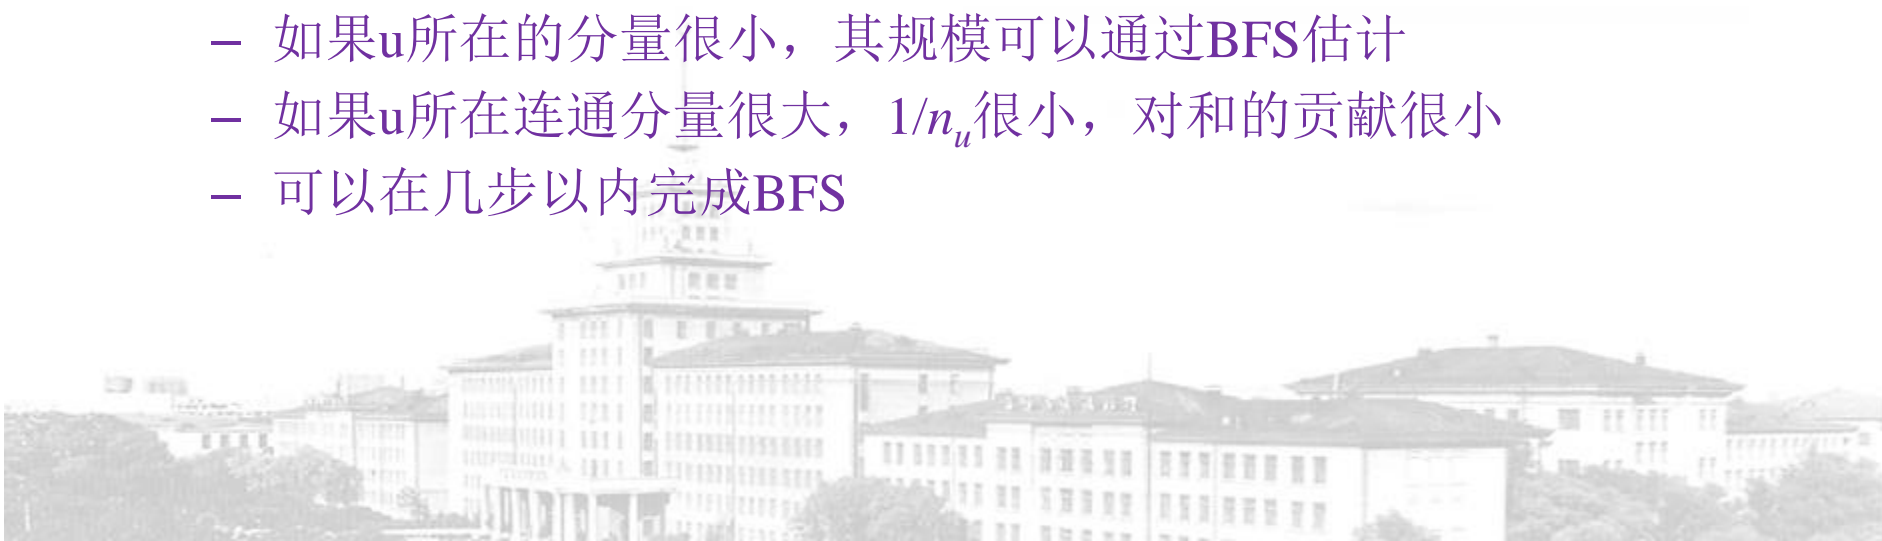 – 如果u所在的分量很小，其规模可以通过BFS估计
– 如果u所在连通分量很大，1/nu很小，对和的贡献很小
– 可以在几步以内完成BFS